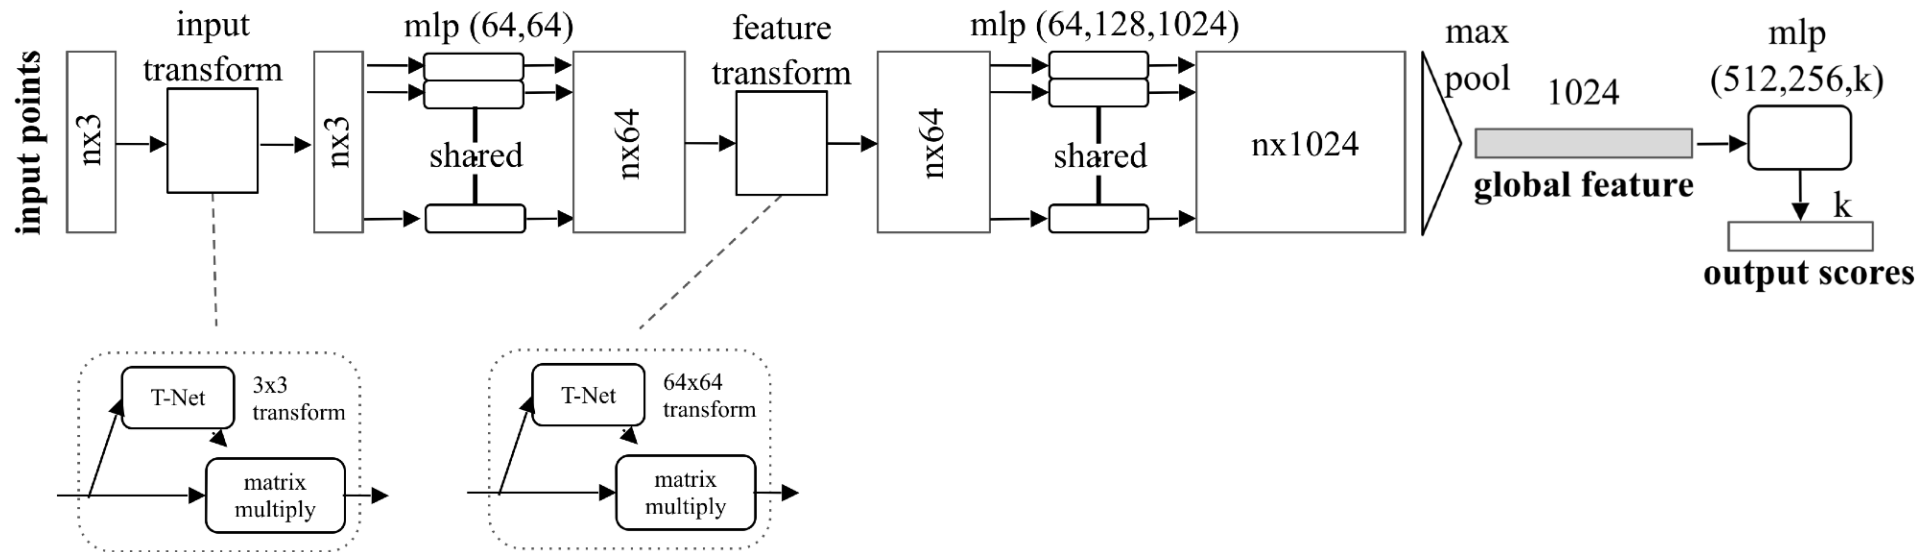 input points
nx3
input
transform
nx3
mlp (64,64)
shared
nx64
feature
transform
nx64
mlp (64,128,1024)
shared
nx1024
max
pool
1024
global feature
mlp
(512,256,k)
k
output scores
T-Net
3x3
transform
matrix
multiply
T-Net
64x64
transform
matrix
multiply